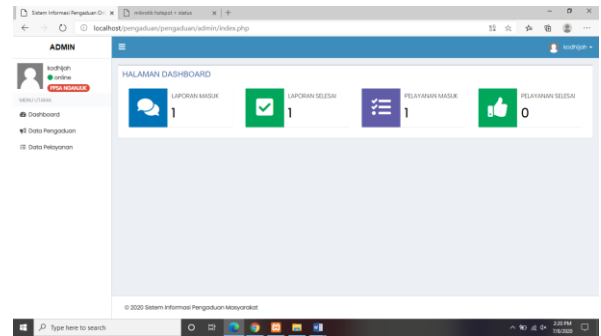 Sistem Informasi Pengaduan On
mikrotik hotspot > status
localhost/pengaduan/pengaduan/admin/index.php
ADMIN
kodhijah
kodhijah
online
PPSA NGANJUK
MENU UTAMA
Dashboard
Data Pengaduan
Data Pelayanan
HALAMAN DASHBOARD
LAPORAN MASUK
1
LAPORAN SELESAI
1
PELAYANAN MASUK
1
PELAYANAN SELESAI
0
© 2020 Sistem Informasi Pengaduan Masyarakat.
Type here to search
2:20 PM
7/8/2020